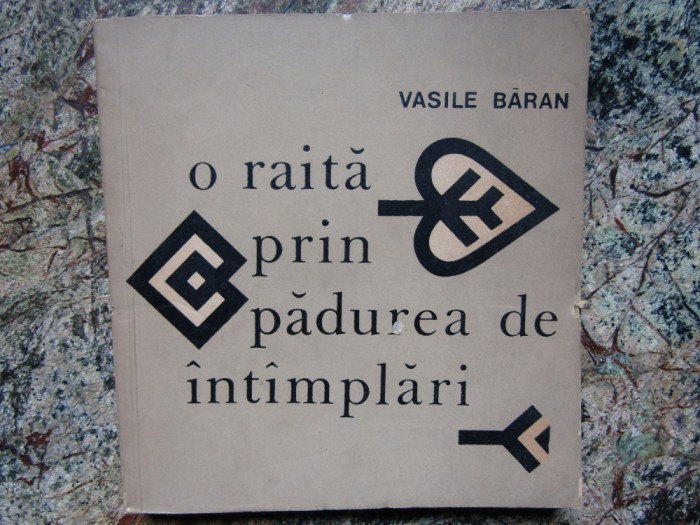 VASILE BĂRAN
o raită
prin
pădurea de
întîmplări